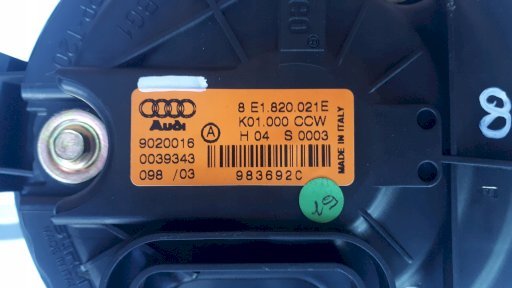 8 E1.820.021E
K01.000 CCW
H 04 S 0003
Audi
A
9020016
0039343
098 /03
983692C
MADE IN ITALY